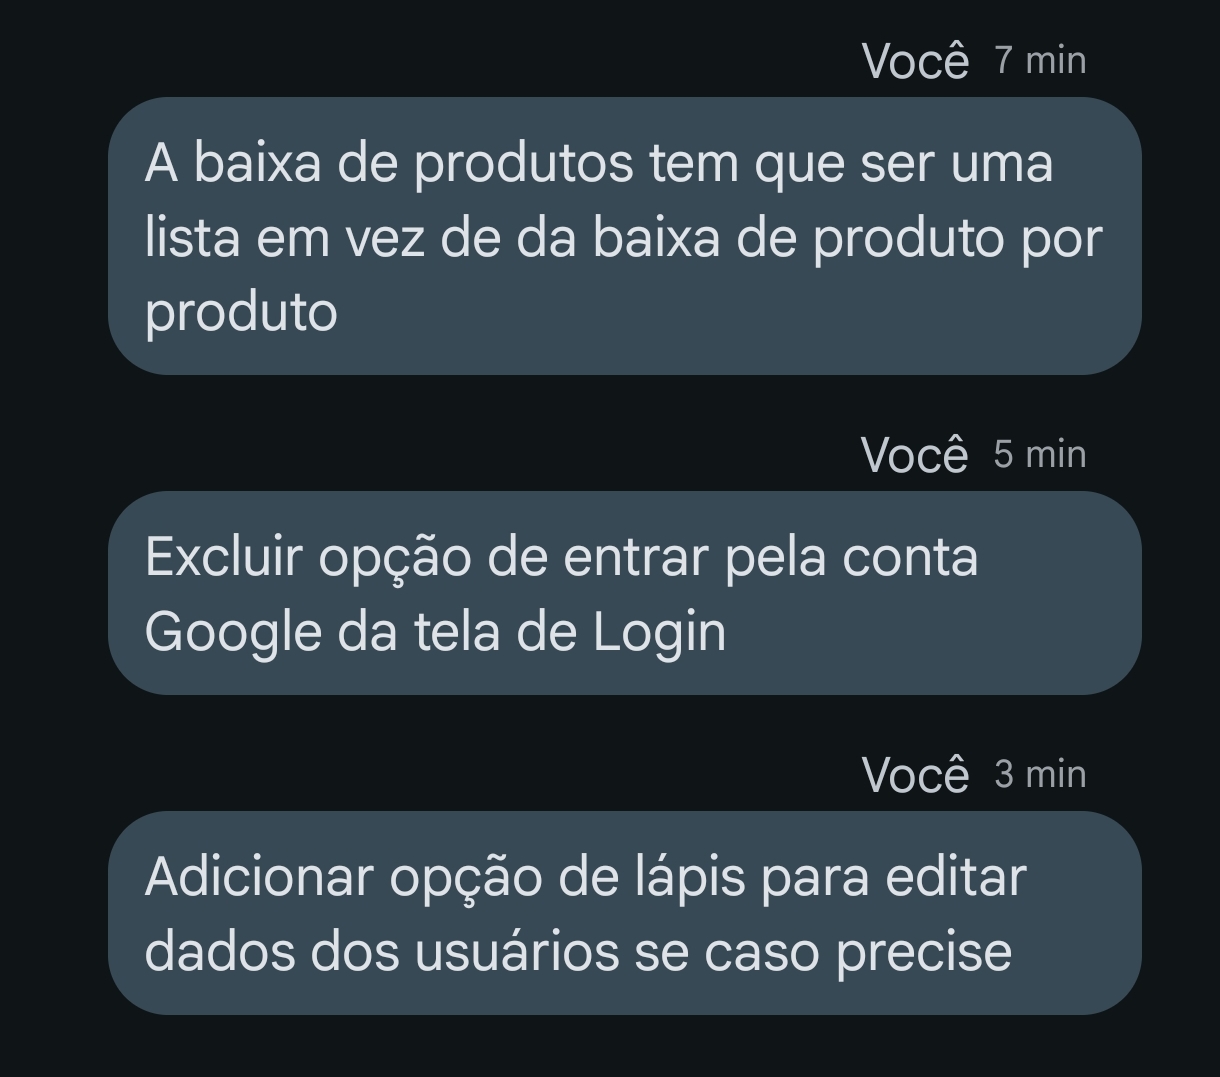 Você 7 min
A baixa de produtos tem que ser uma
lista em vez de da baixa de produto por
produto
Você 5 min
Excluir opção de entrar pela conta
Google da tela de Login
Você 3 min
Adicionar opção de lápis para editar
dados dos usuários se caso precise